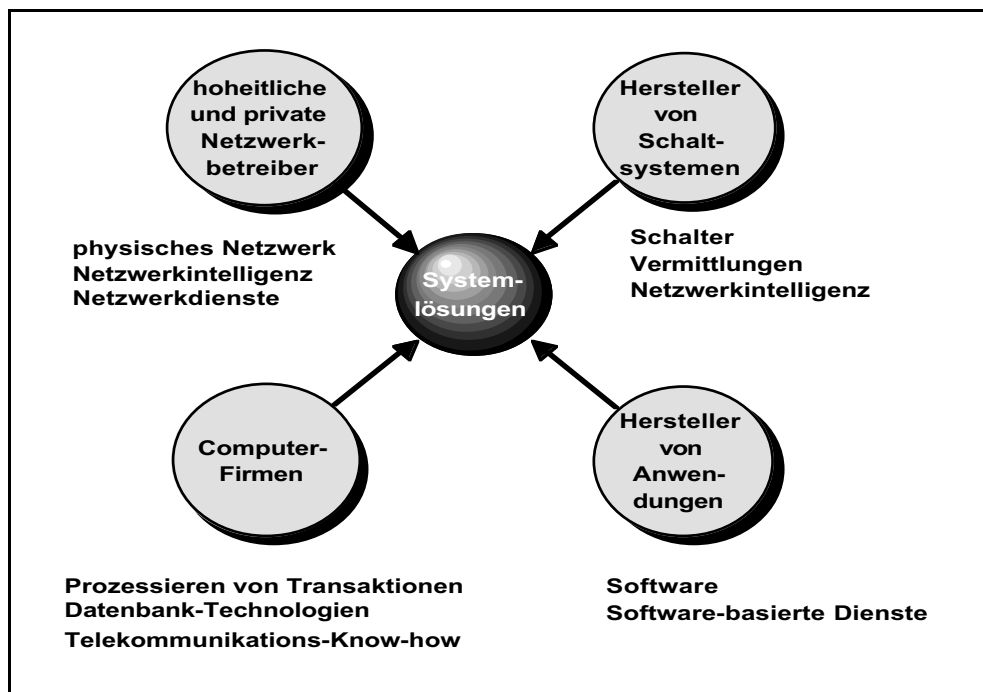 hoheitliche
und private
Netzwerk-
betreiber
Hersteller
von
Schalt-
systemen
physisches Netzwerk
Netzwerkintelligenz
Netzwerkdienste
Schalter
Vermittlungen
Netzwerkintelligenz
System-
lösungen
Computer-
Firmen
Hersteller
von
Anwen-
dungen
Prozessieren von Transaktionen
Datenbank-Technologien
Telekommunikations-Know-how
Software
Software-basierte Dienste